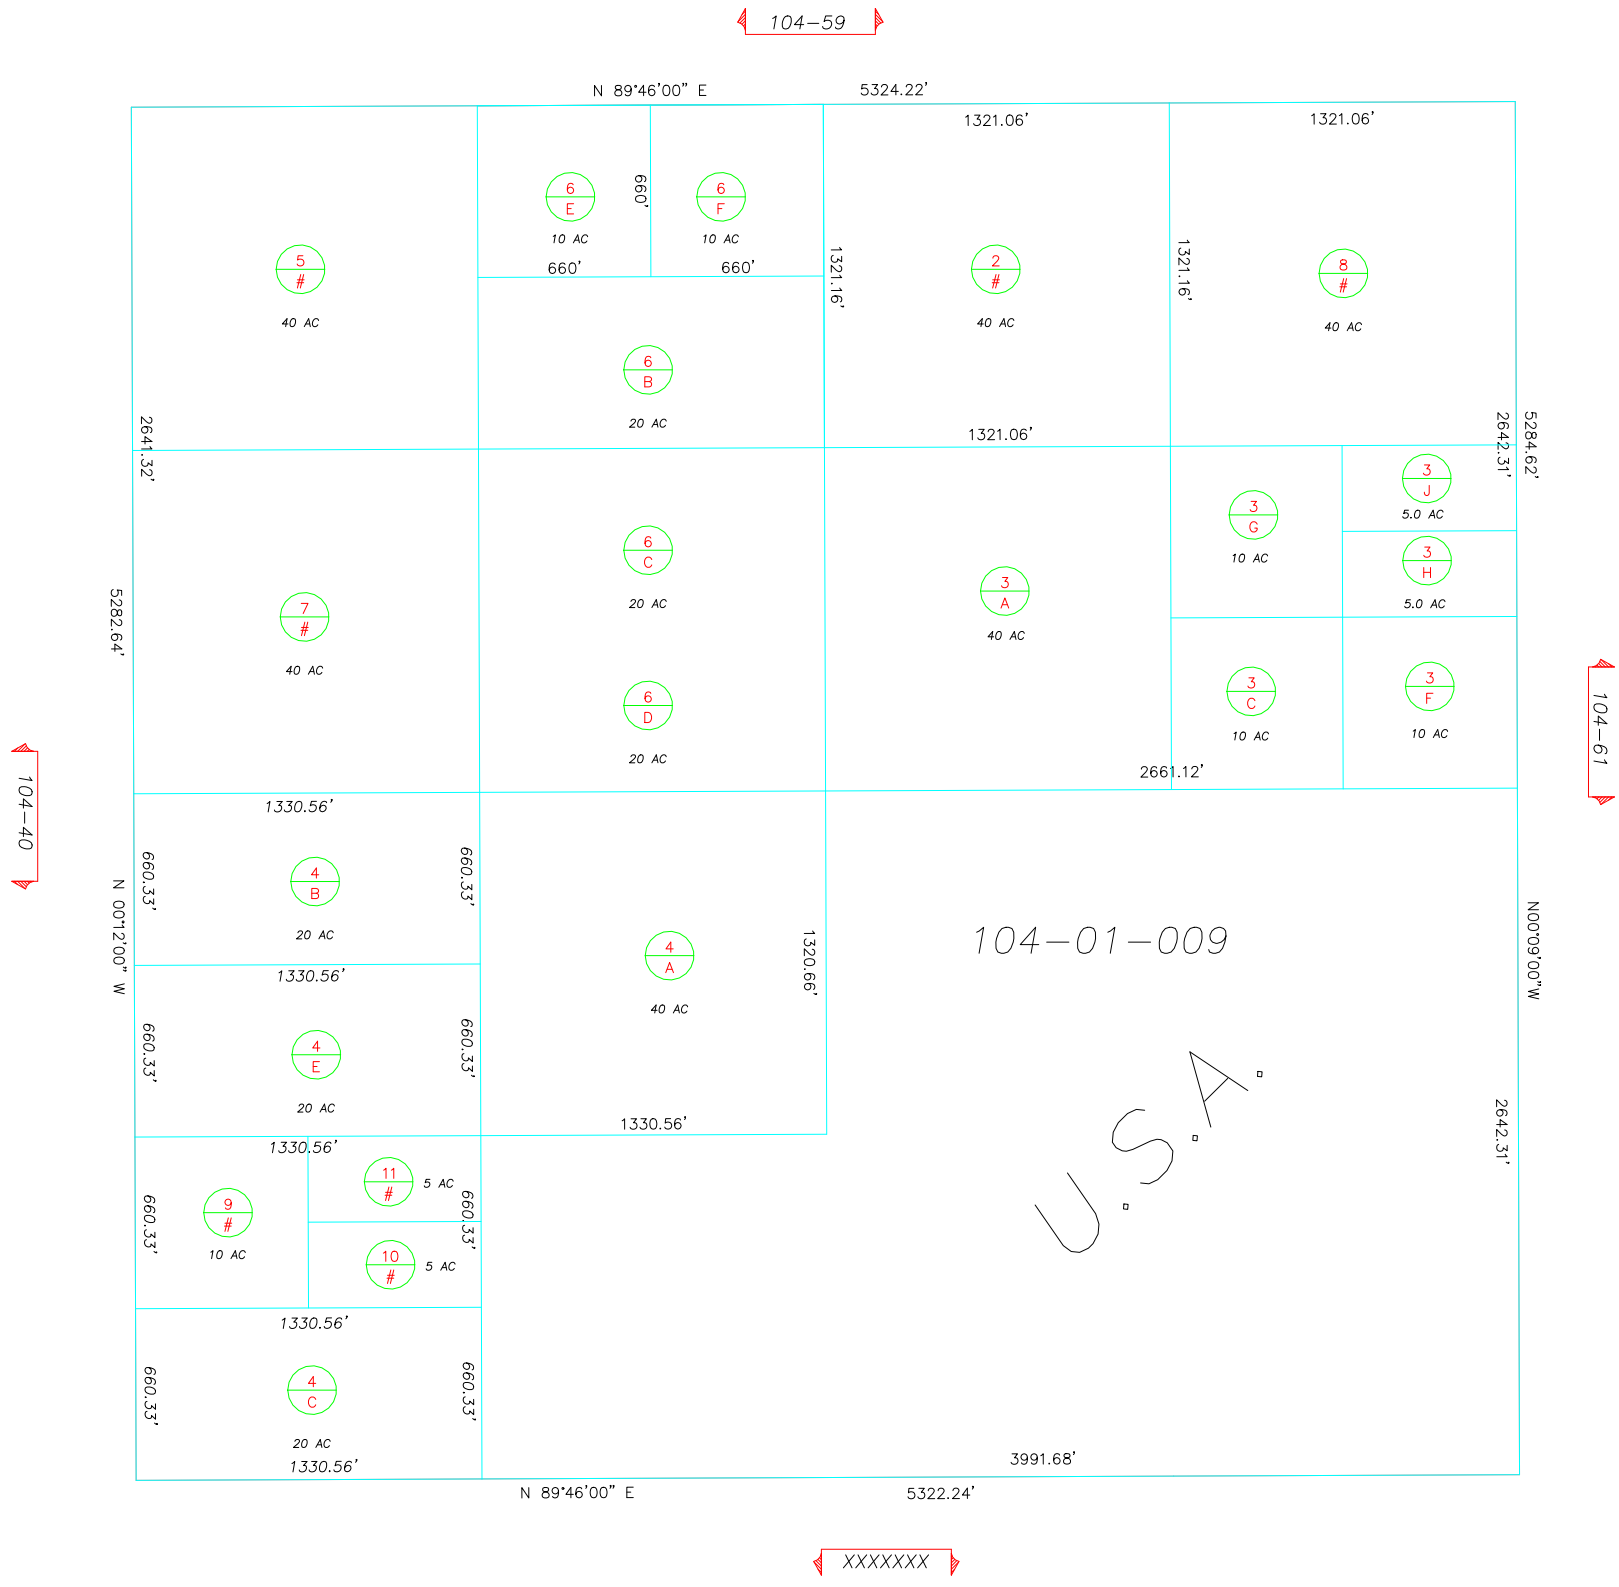 104-59
N 89°46'00" E
5324.22'
1321.06'
1321.06'
6
E
10 AC
660'
660'
6
F
10 AC
660'
5
#
40 AC
1321.16'
2
#
40 AC
1321.16'
8
#
40 AC
6
B
20 AC
2641.32'
1321.06'
2642.31'
5284.62'
3
J
5.0 AC
3
G
10 AC
3
H
5.0 AC
6
C
20 AC
3
A
40 AC
7
#
40 AC
5282.64'
6
D
20 AC
3
C
10 AC
3
F
10 AC
104-61
2661.12'
104-40
1330.56'
660.33'
4
B
20 AC
660.33'
N 00°12'00" W
1330.56'
4
A
40 AC
1320.66'
104-01-009
N00°09'00"W
660.33'
4
E
20 AC
660.33'
U.S.A.
2642.31'
1330.56'
1330.56'
11
#
5 AC
660.33'
9
#
10 AC
660.33'
10
#
5 AC
1330.56'
660.33'
4
C
20 AC
660.33'
1330.56'
3991.68'
N 89°46'00" E
5322.24'
XXXXXXX